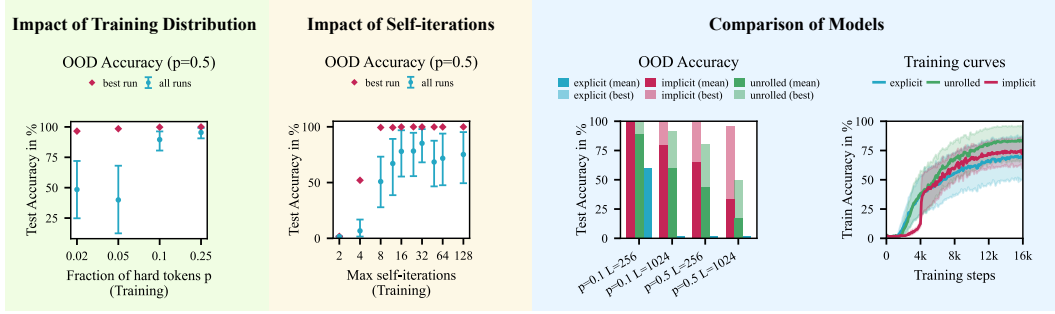 Impact of Training Distribution
OOD Accuracy (p=0.5)
best run
all runs
Test Accuracy in %
100
75
50
25
0.02
0.05
0.1
0.25
Fraction of hard tokens p
(Training)
Impact of Self-iterations
OOD Accuracy (p=0.5)
best run
all runs
Test Accuracy in %
100
50
0
2
4
8
16
32
64
128
Max self-iterations
(Training)
Comparison of Models
OOD Accuracy
explicit (mean)
implicit (mean)
unrolled (mean)
explicit (best)
implicit (best)
unrolled (best)
Test Accuracy in %
100
75
50
25
0
p=0.1 L=256
p=0.1 L=1024
p=0.5 L=256
p=0.5 L=1024
Training curves
explicit
unrolled
implicit
Train Accuracy in %
100
75
50
25
0
0
4k
8k
12k
16k
Training steps